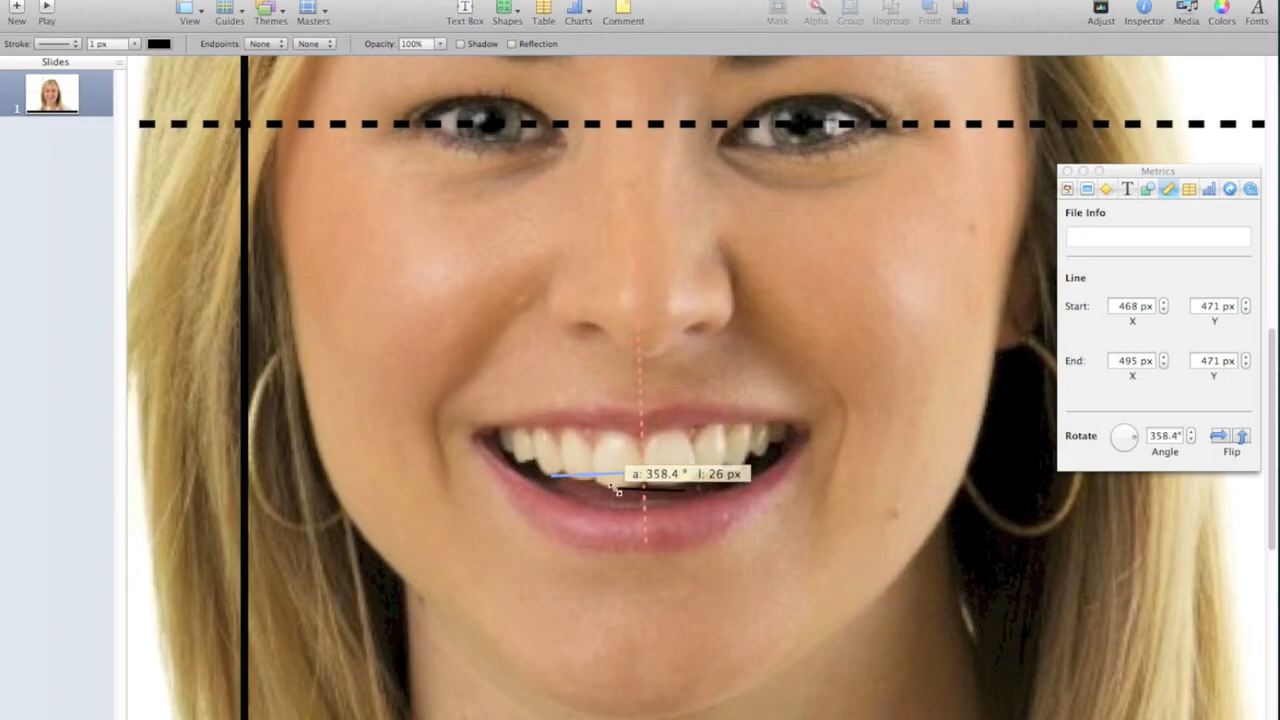 New Play View Guides Themes Masters Text Box Shapes Table Charts Comment Mask Alpha Group Ungroup Front Back Adjust Inspector Media Colors Fonts
Stroke: 1 px Endpoints: None None Opacity: 100% Shadow Reflection
Slides
1
Metrics
File Info
Line
Start: 468 px 471 px
X Y
End: 495 px 471 px
X Y
Rotate 358.4° 
Angle Flip
a: 358.4 ° l: 26 px